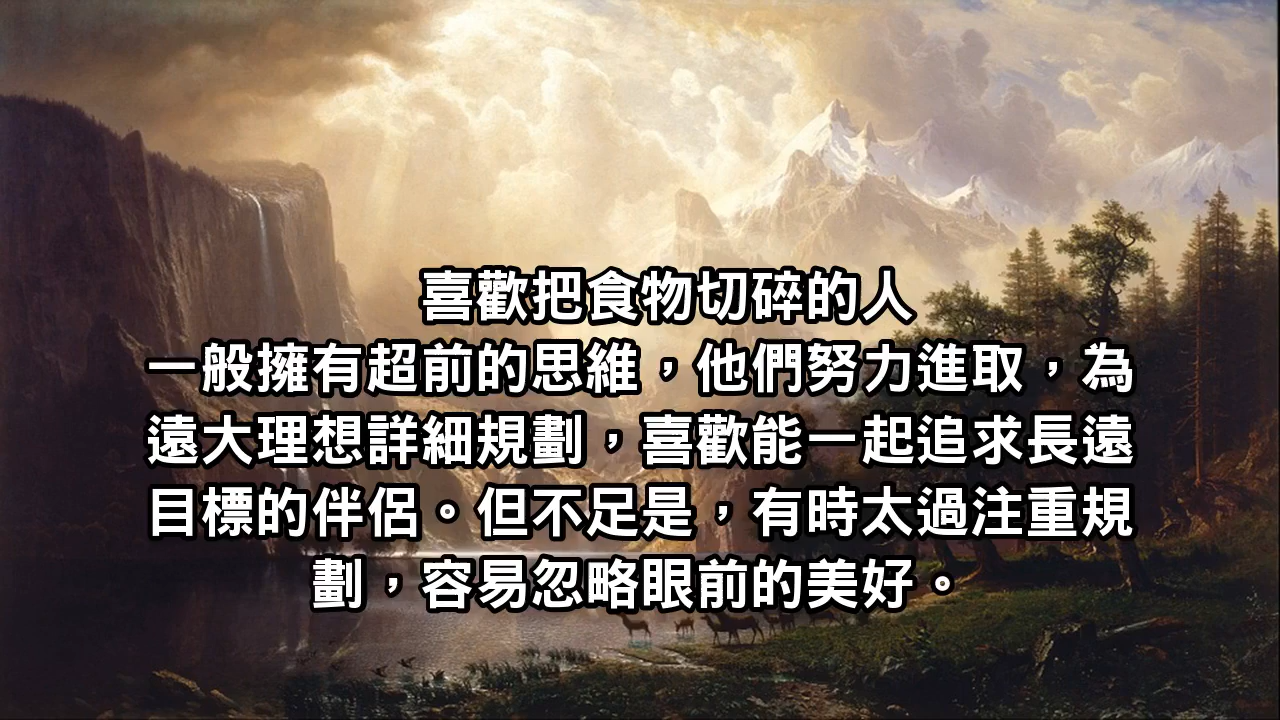 喜歡把食物切碎的人
一般擁有超前的思維，他們努力進取，為
遠大理想詳細規劃，喜歡能一起追求長遠
目標的伴侶。但不足是，有時太過注重規
劃，容易忽略眼前的美好。